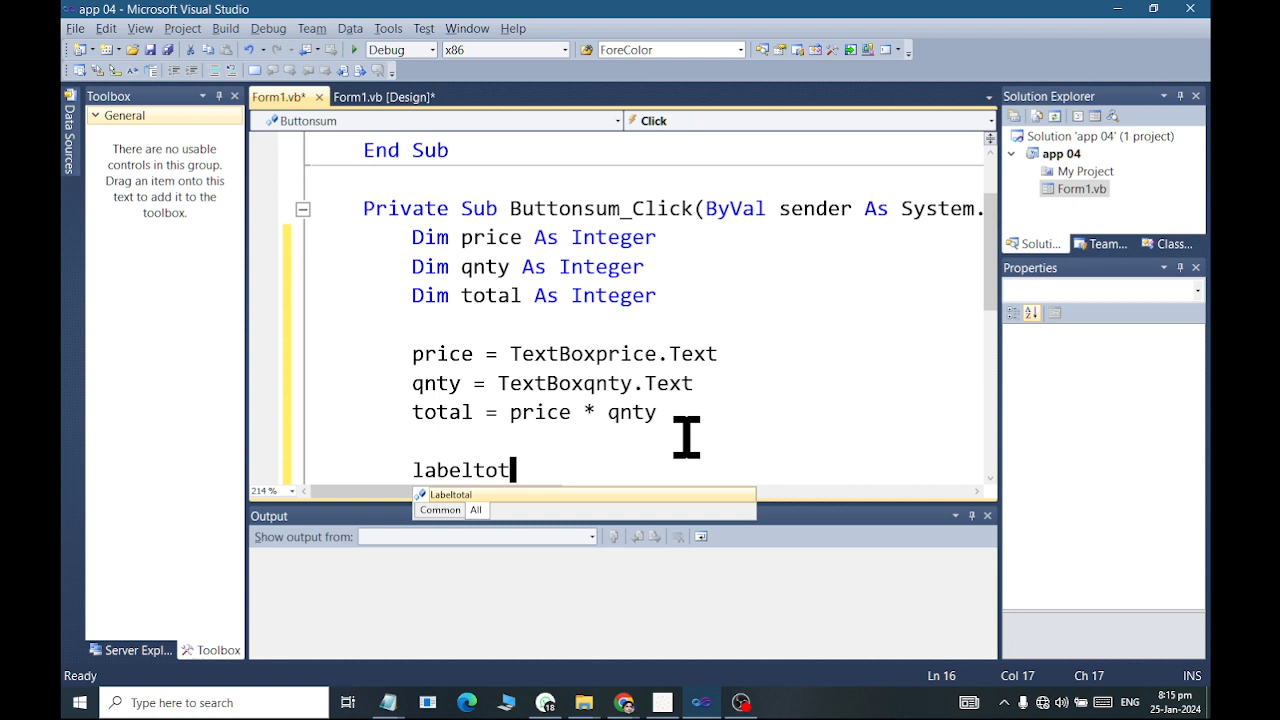 app 04 - Microsoft Visual Studio
File Edit View Project Build Debug Team Data Tools Test Window Help
Debug x86 ForeColor
Toolbox
Form1.vb* Form1.vb [Design]*
Solution Explorer
Data Sources
General
Buttonsum Click
There are no usable
controls in this group.
Drag an item onto this
text to add it to the
toolbox.
End Sub
Private Sub Buttonsum_Click(ByVal sender As System.
Dim price As Integer
Dim qnty As Integer
Dim total As Integer
price = TextBoxprice.Text
qnty = TextBoxqnty.Text
total = price * qnty
labeltot
Labeltotal
Common All
214 %
Solution 'app 04' (1 project)
app 04
My Project
Form1.vb
Soluti... Team... Class...
Properties
Output
Show output from:
Server Expl... Toolbox
Ready Ln 16 Col 17 Ch 17 INS
Type here to search
18
ENG
8:15 pm
25-Jan-2024